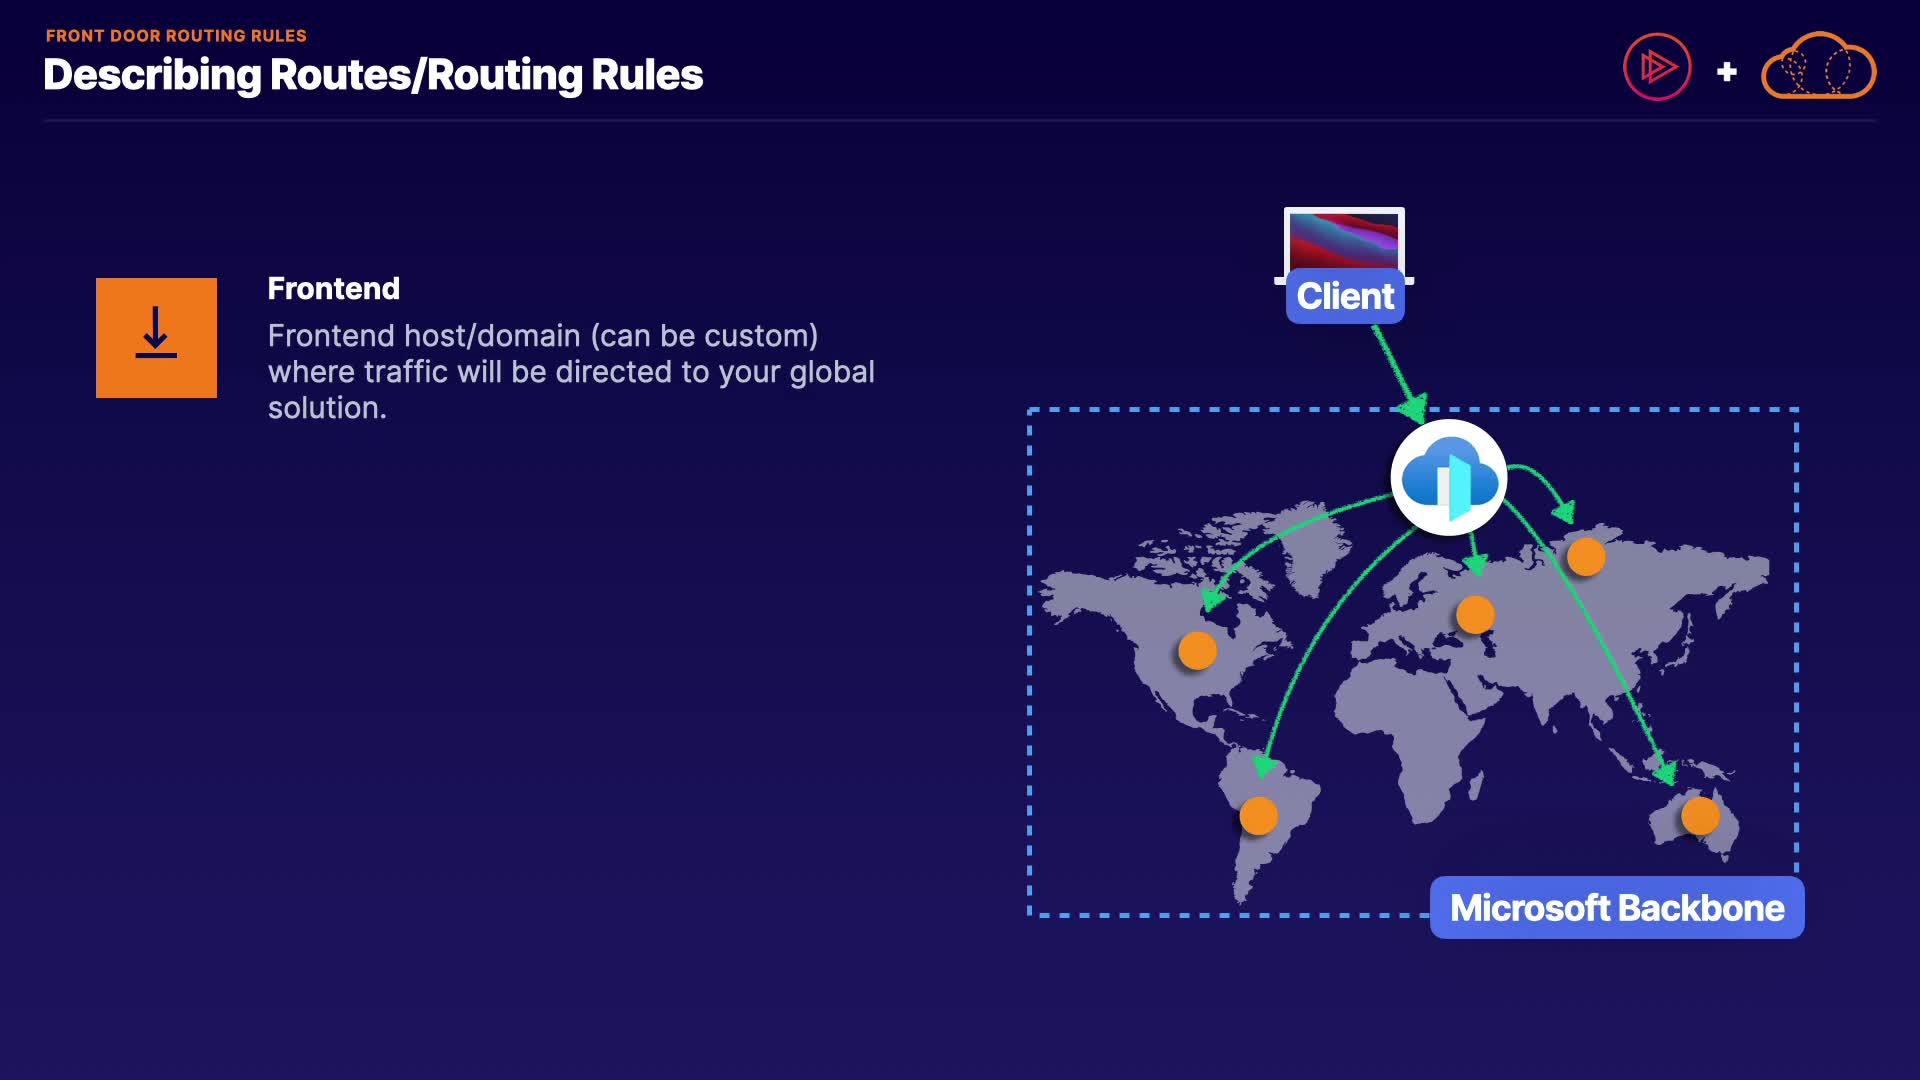 FRONT DOOR ROUTING RULES
Describing Routes/Routing Rules
Frontend
Frontend host/domain (can be custom)
where traffic will be directed to your global
solution.
Client
Microsoft Backbone